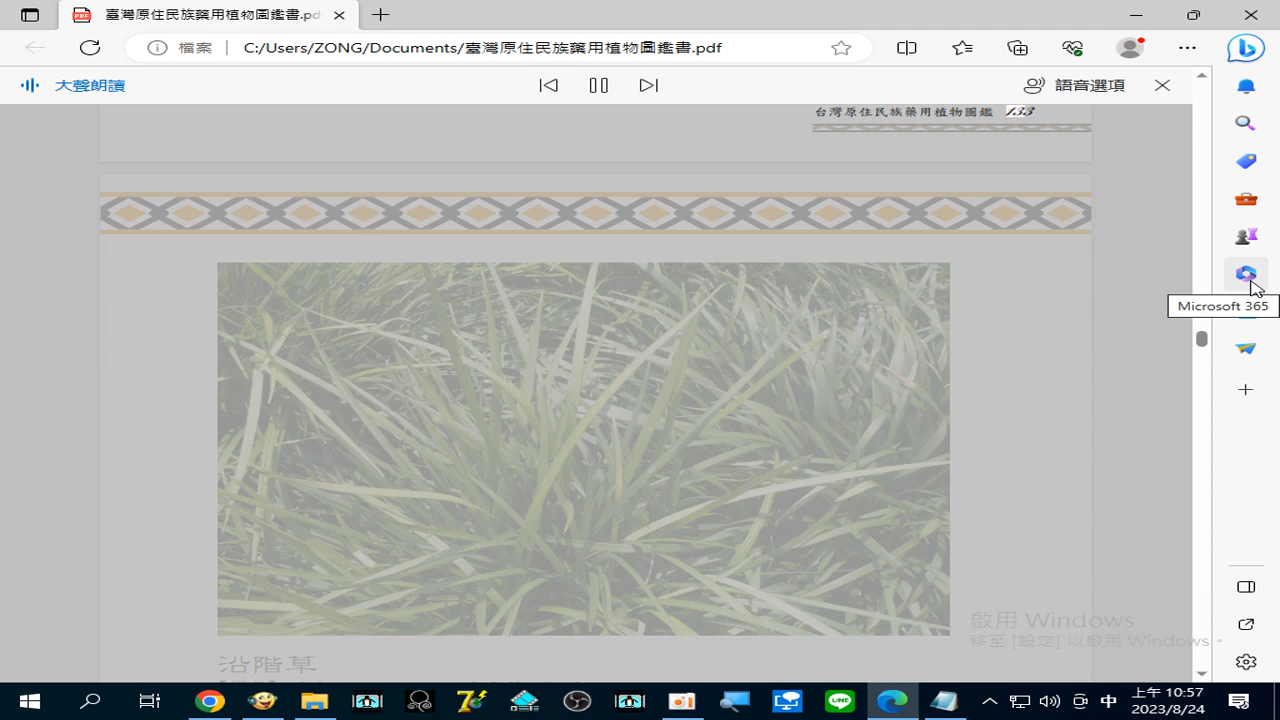 臺灣原住民族藥用植物圖鑑書.pd
檔案
C:/Users/ZONG/Documents/臺灣原住民族藥用植物圖鑑書.pdf
大聲朗讀
語音選項
台灣原住民族藥用植物圖鑑 133
Microsoft 365
啟用 Windows
移至 [設定] 以啟用 Windows。
沿階草
中
上午 10:57
2023/8/24
LINE